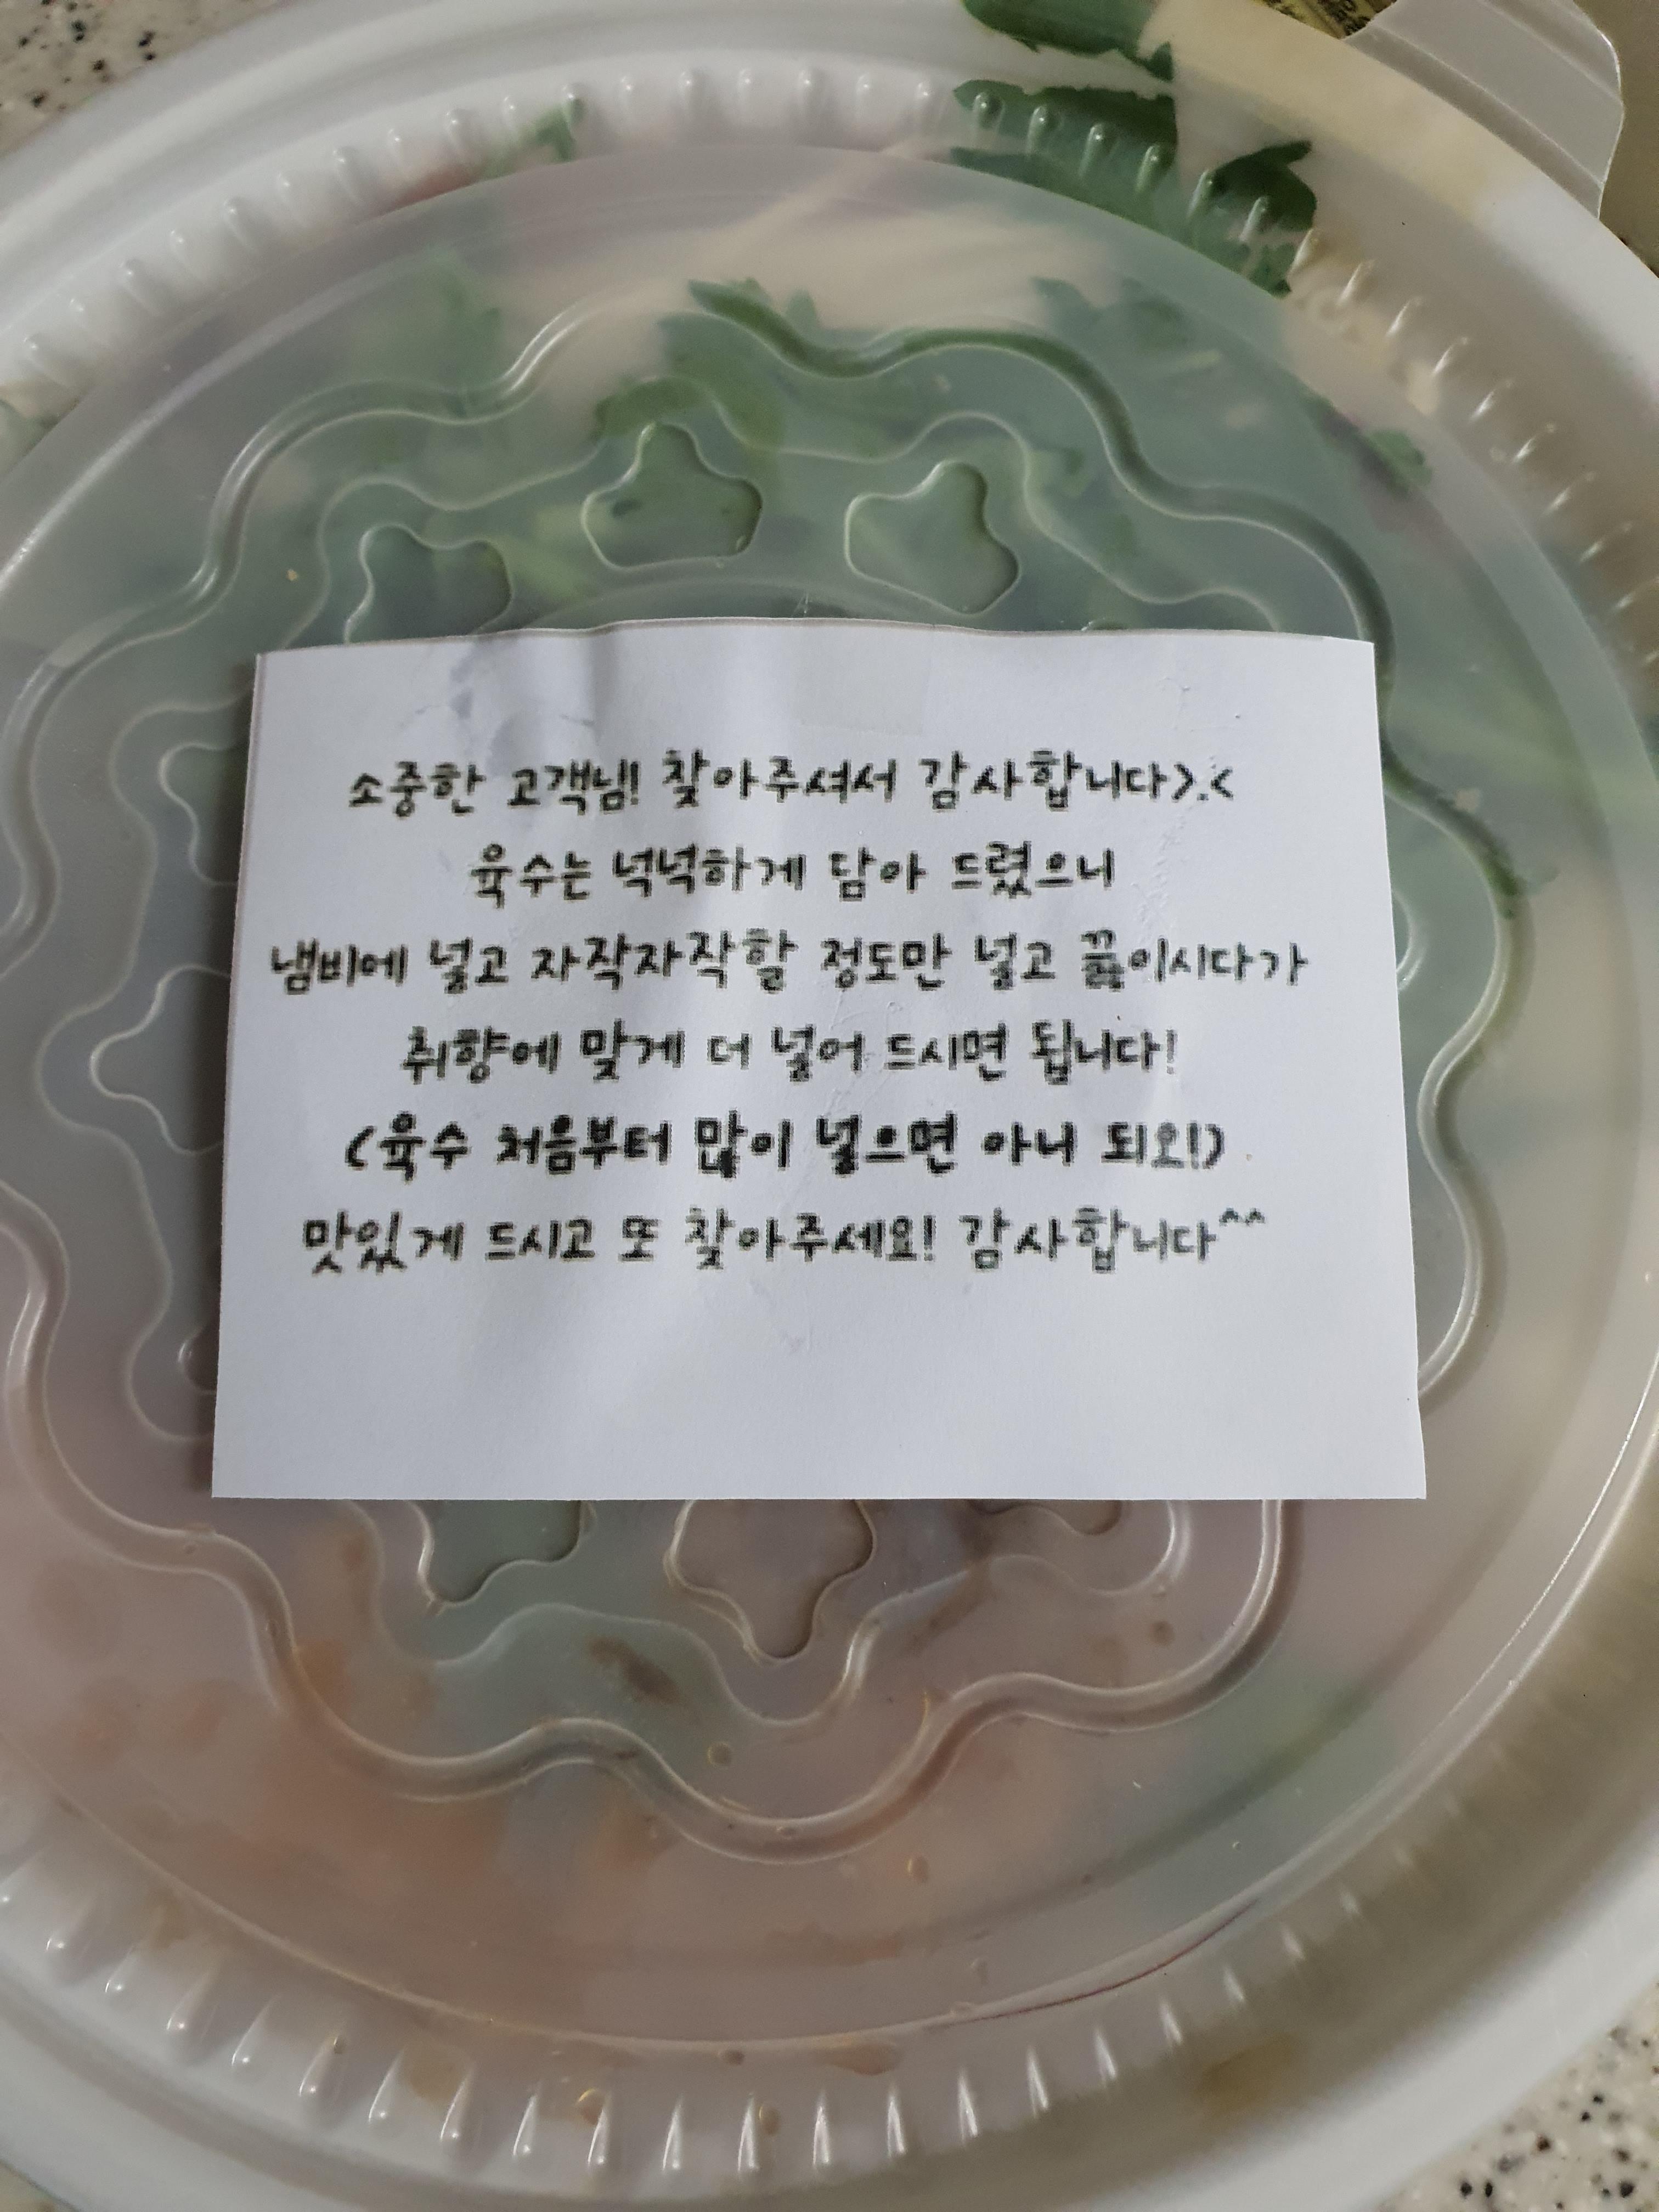 소중한 고객님! 찾아주셔서 감사합니다>.<
육수는 넉넉하게 담아 드렸으니
냄비에 넣고 자작자작할 정도만 넣고 끓이시다가
취향에 맞게 더 넣어 드시면 됩니다!
(육수 처음부터 많이 넣으면 아니 되오!)
맛있게 드시고 또 찾아주세요! 감사합니다^^